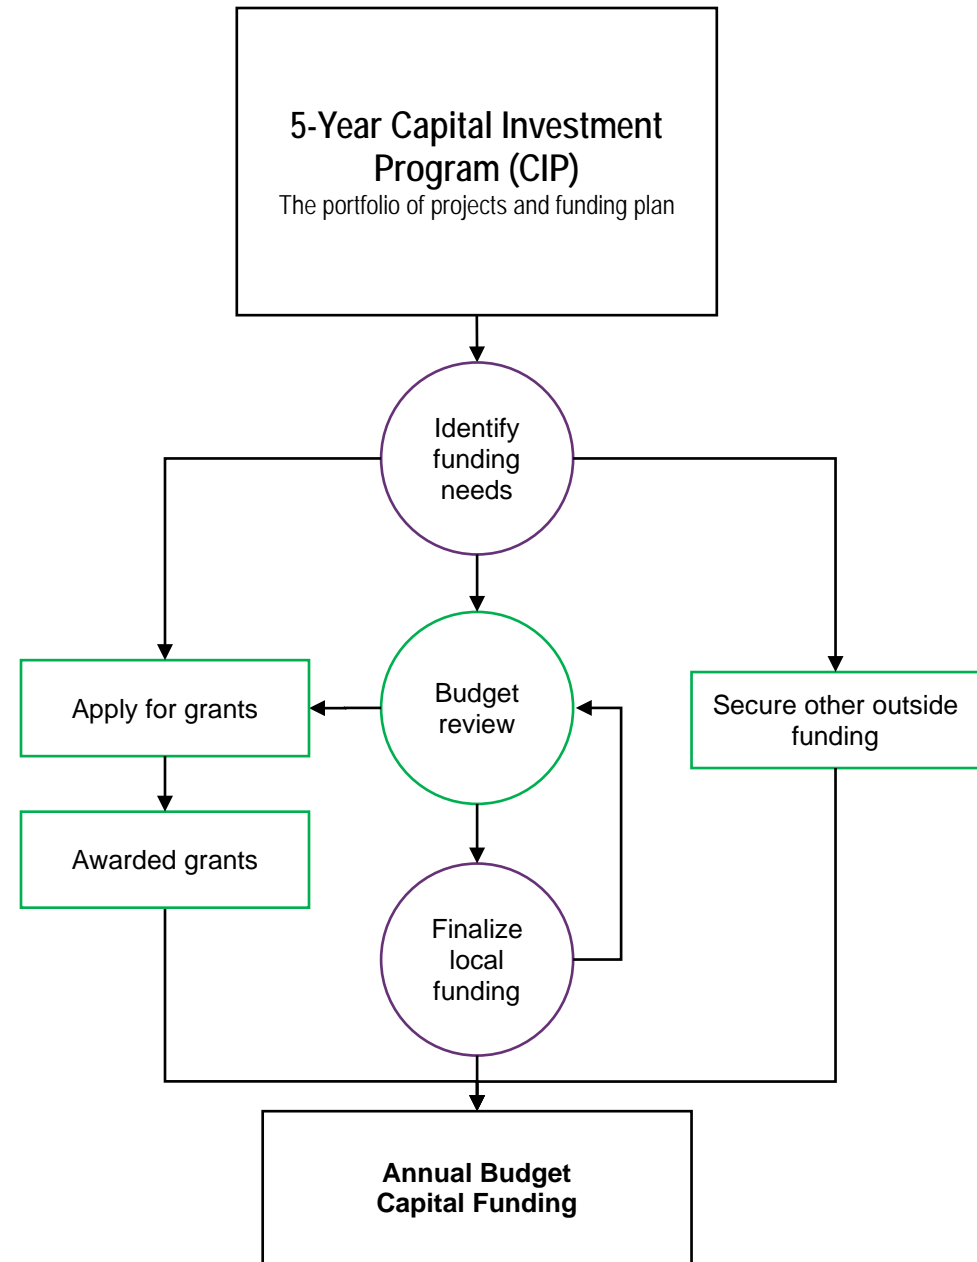 5-Year Capital Investment
Program (CIP)
The portfolio of projects and funding plan
Identify
funding
needs
Apply for grants
Budget
review
Secure other outside
funding
Awarded grants
Finalize
local
funding
Annual Budget
Capital Funding